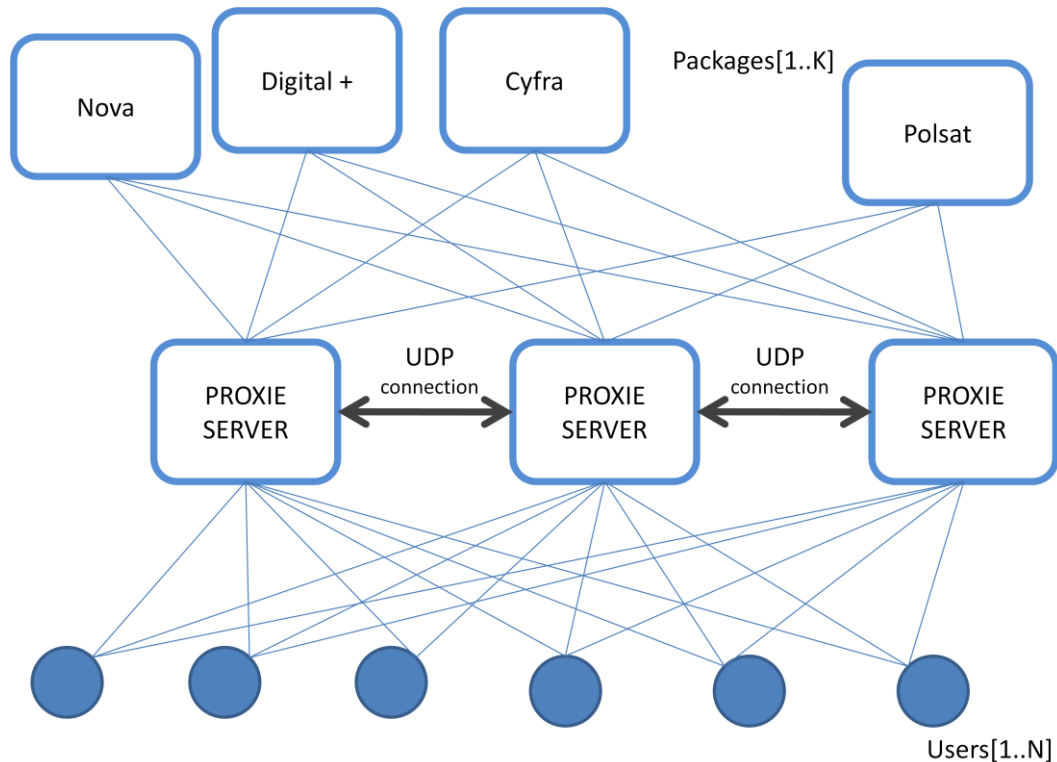 Nova
Digital +
Cyfra
Packages[1..K]
Polsat
PROXIE
SERVER
UDP
connection
PROXIE
SERVER
UDP
connection
PROXIE
SERVER
Users[1..N]